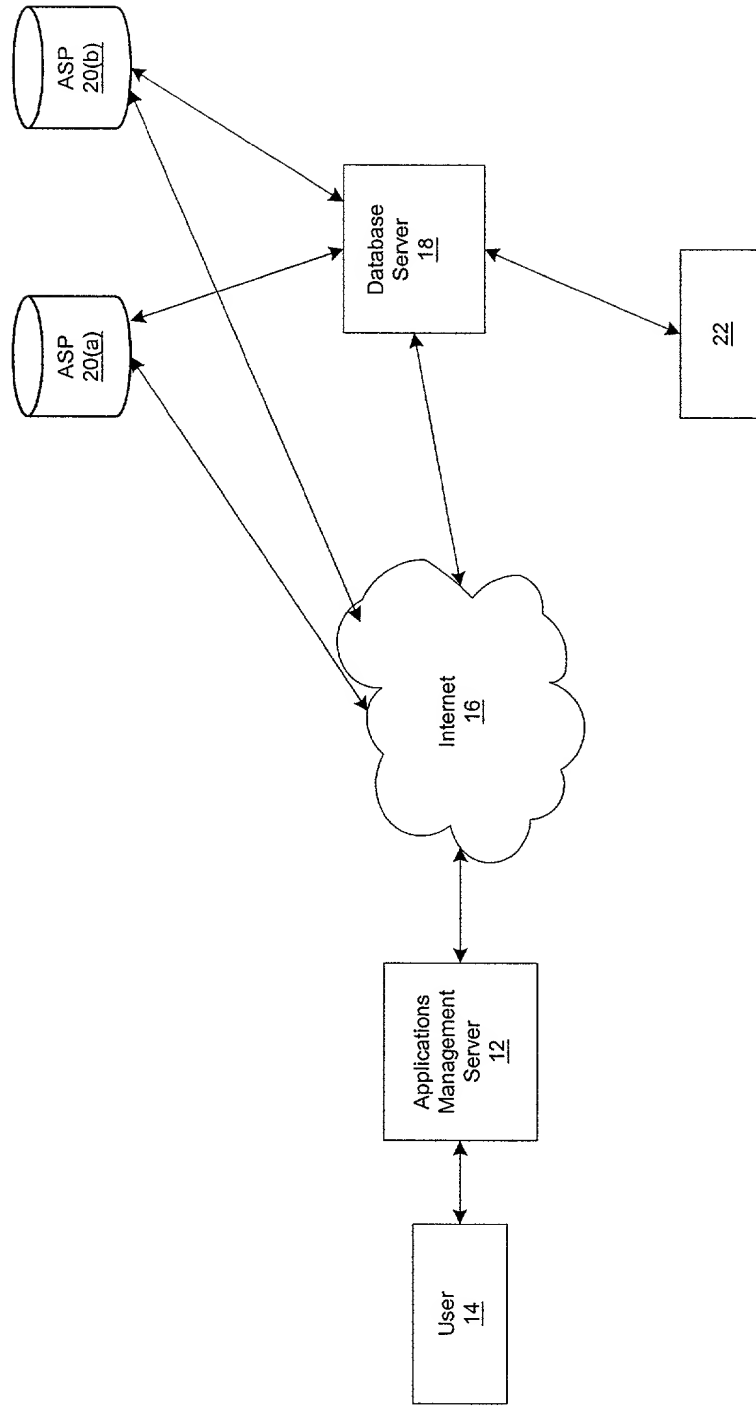 ASP
20(a)
ASP
20(b)
User
14
Applications
Management
Server
12
Internet
16
Database
Server
18
22